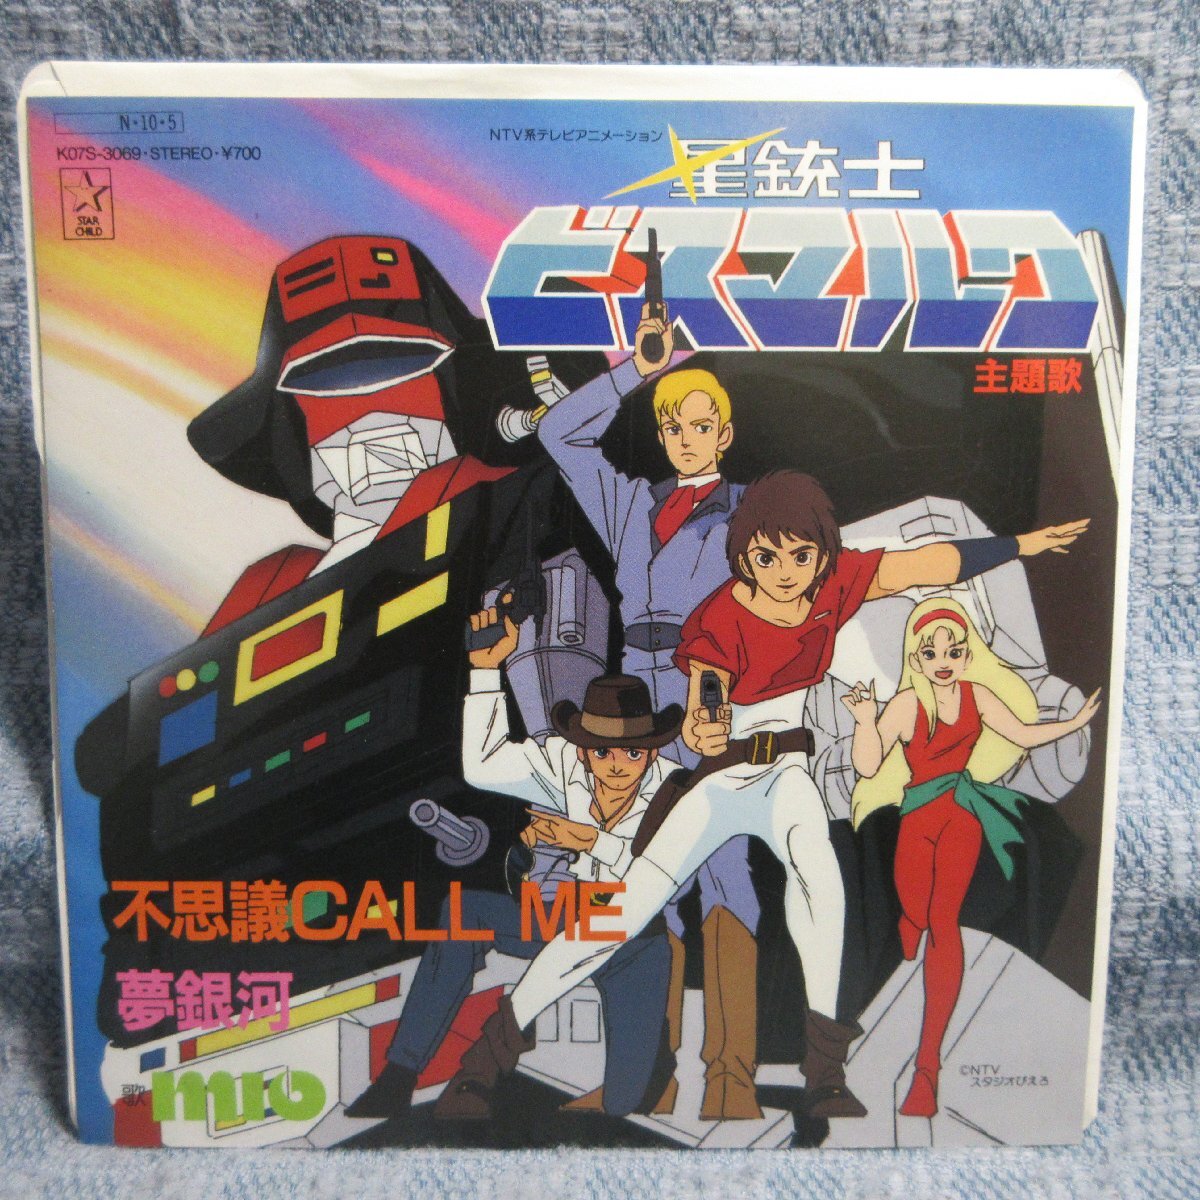 N・10・5
K07S-3069・STEREO・¥700
STAR
CHILD
NTV系テレビアニメーション
星銃士
ビスマルク
主題歌
不思議CALL ME
夢銀河
歌 mio
©NTV
スタジオぴえろ